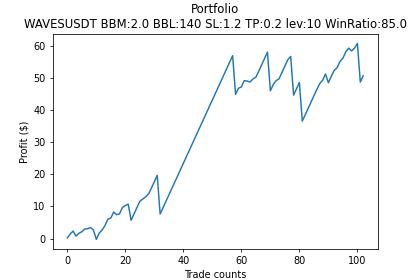 Portfolio
WAVESUSDT BBM:2.0 BBL:140 SL:1.2 TP:0.2 lev:10 WinRatio:85.0
60
50
40
30
20
10
0
Profit ($)
0 20 40 60 80 100
Trade counts